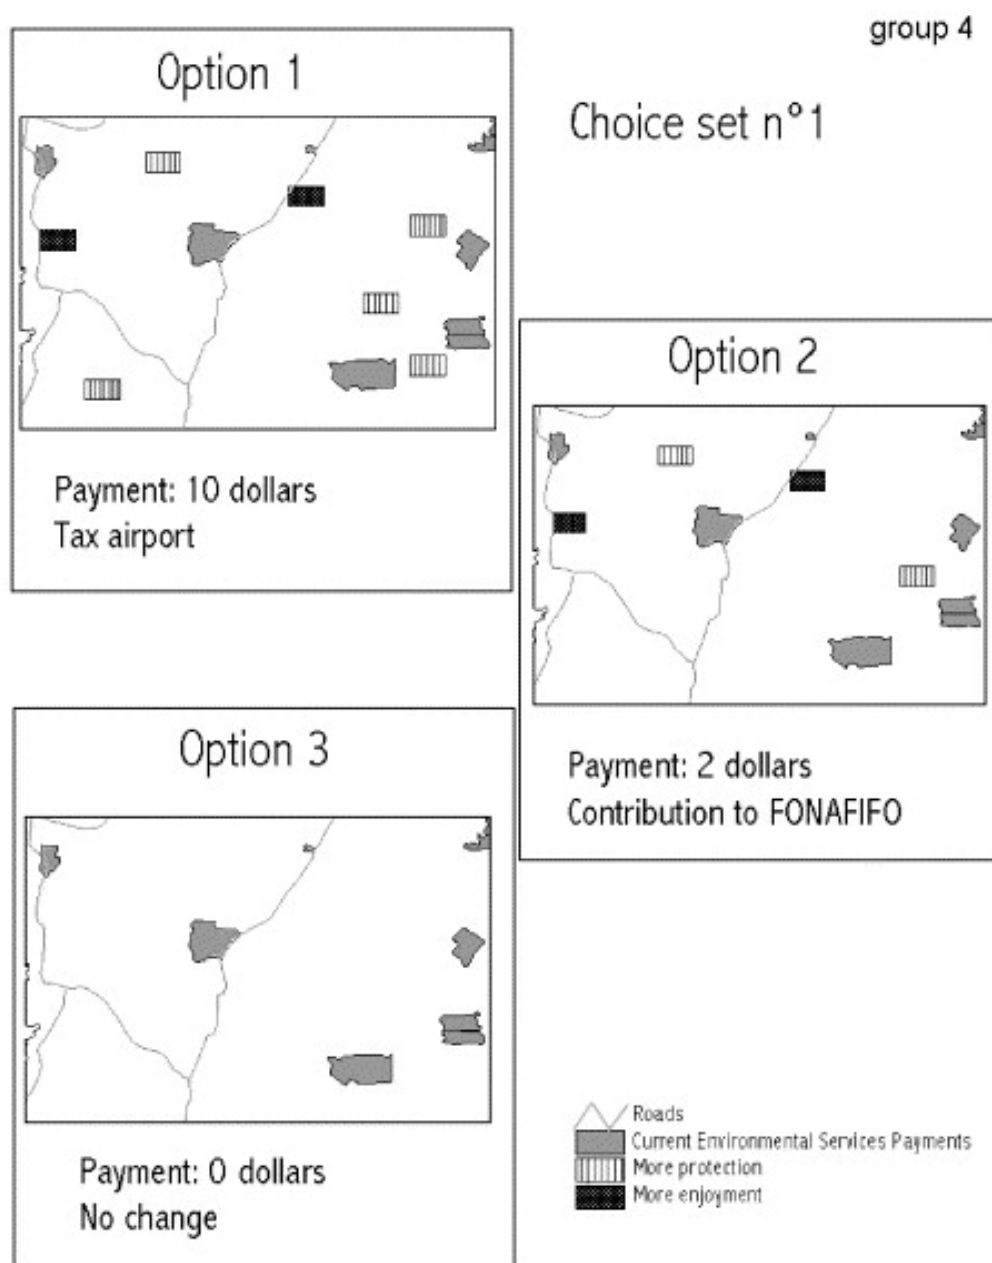 group 4
Option 1
Choice set n°1
Payment: 10 dollars
Tax airport
Option 2
Payment: 2 dollars
Contribution to FONAFIFO
Option 3
Payment: 0 dollars
No change
Roads
Current Environmental Services Payments
More protection
More enjoyment